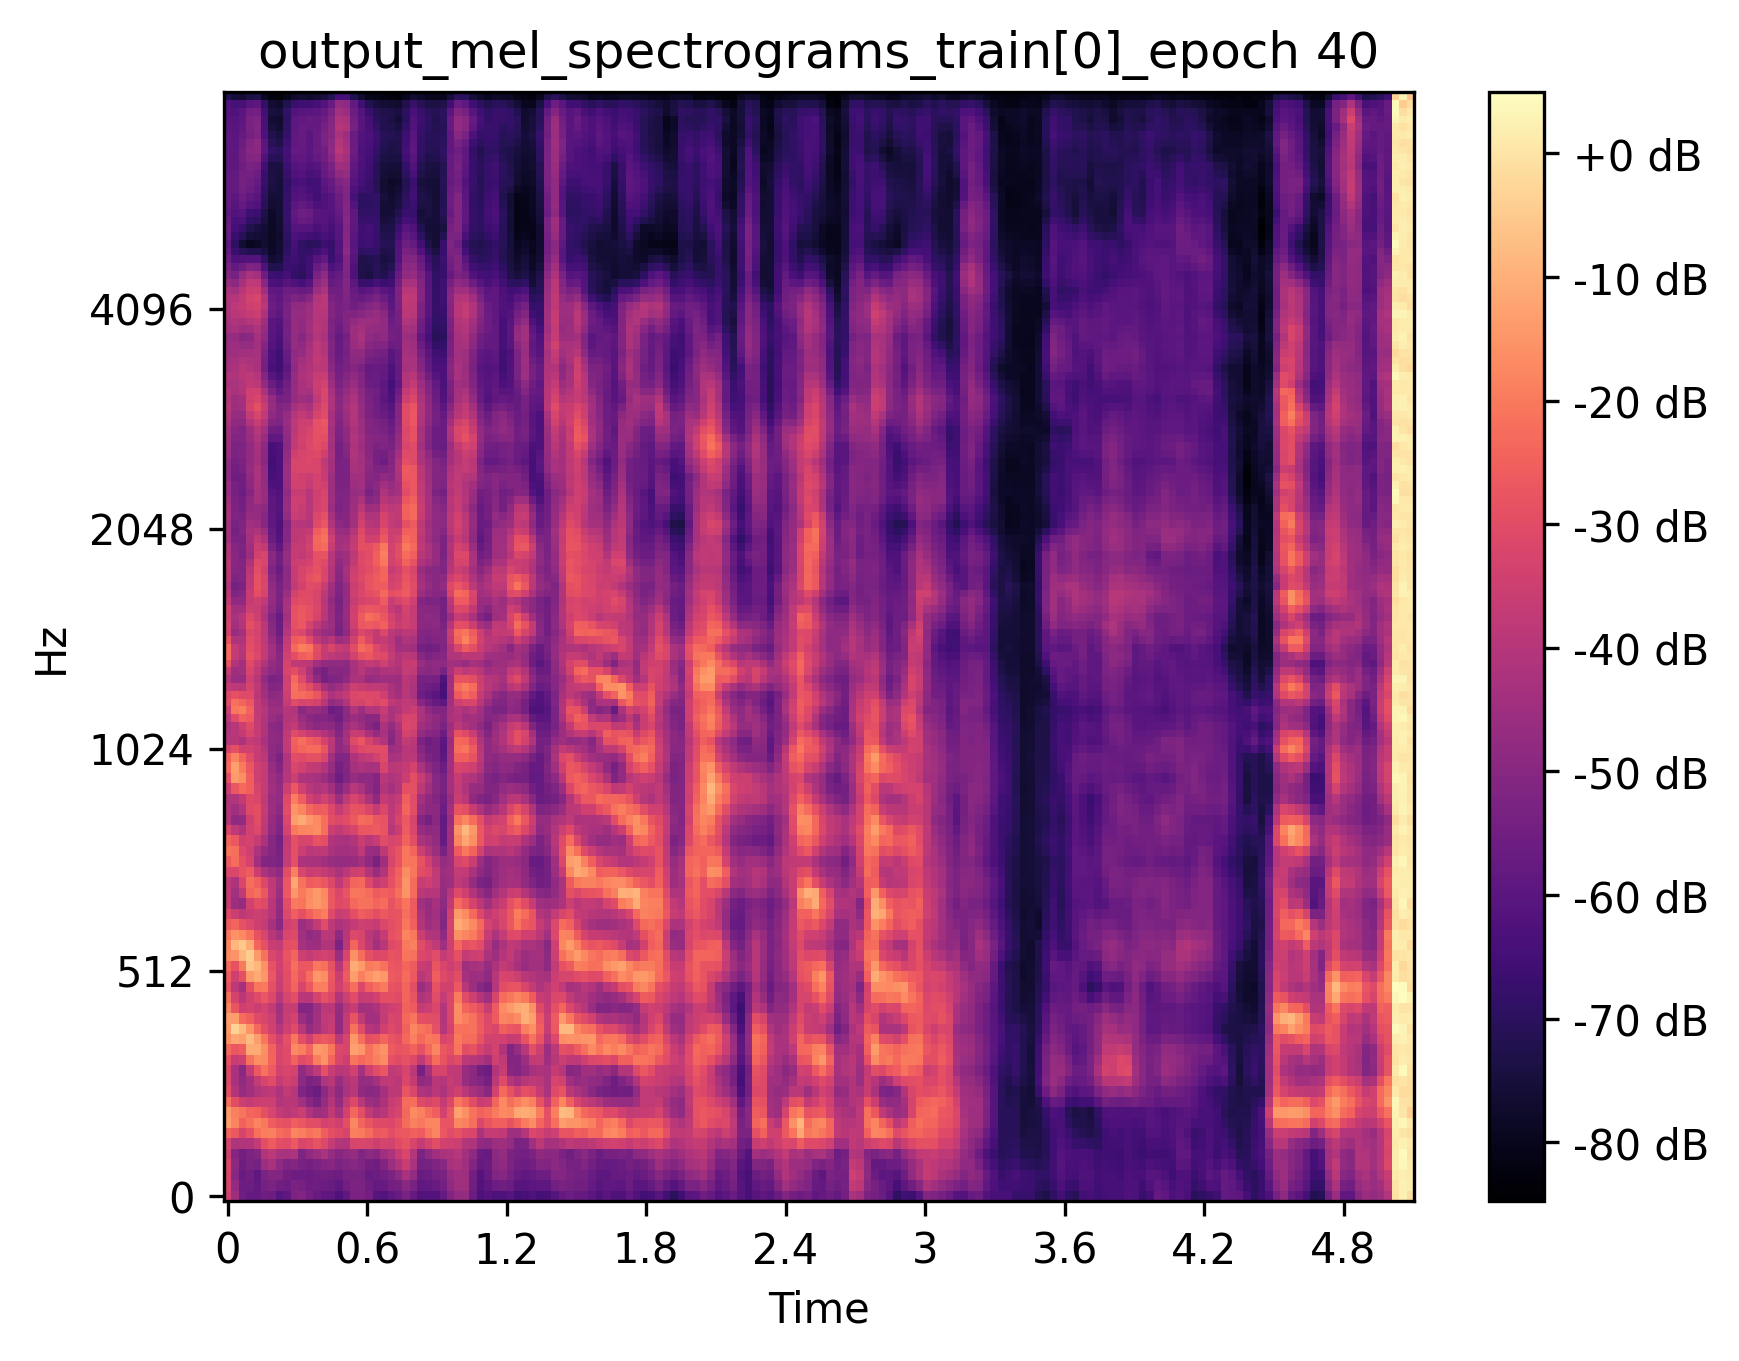 output_mel_spectrograms_train[0]_epoch 40
+0 dB
-10 dB
-20 dB
-30 dB
-40 dB
-50 dB
-60 dB
-70 dB
-80 dB
4096
2048
1024
512
0
Hz
0 0.6 1.2 1.8 2.4 3 3.6 4.2 4.8
Time